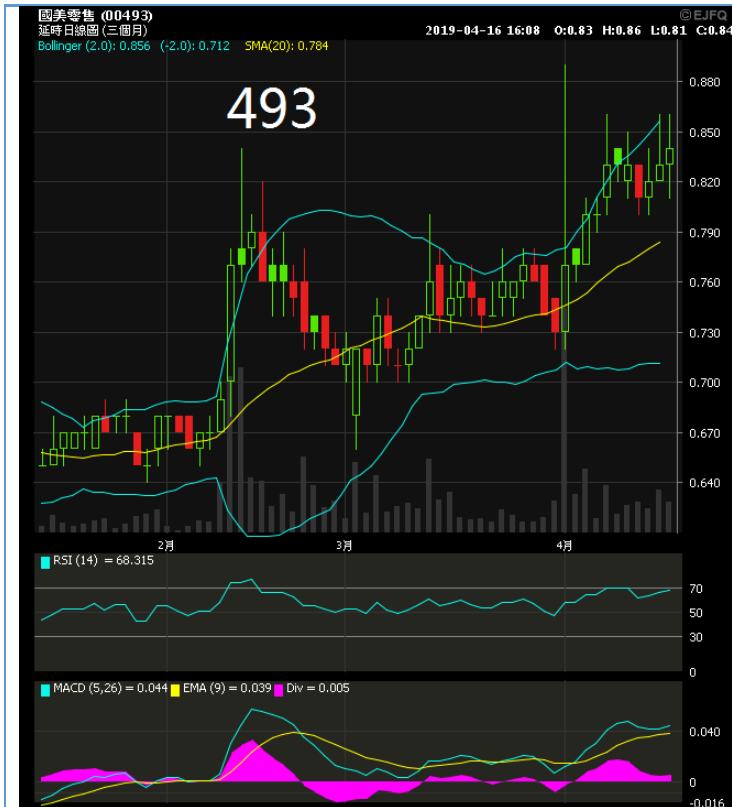 國美零售 (00493)
©EJFQ
延時日線圖 (三個月)
2019-04-16 16:08 O:0.83 H:0.86 L:0.81 C:0.84
Bollinger (2.0): 0.856 (-2.0): 0.712 SMA(20): 0.784
493
0.880
0.850
0.820
0.790
0.760
0.730
0.700
0.670
0.640
2月 3月 4月
RSI (14) = 68.315
70
50
30
0
MACD (5,26) = 0.044 EMA (9) = 0.039 Div = 0.005
0.040
0
-0.016